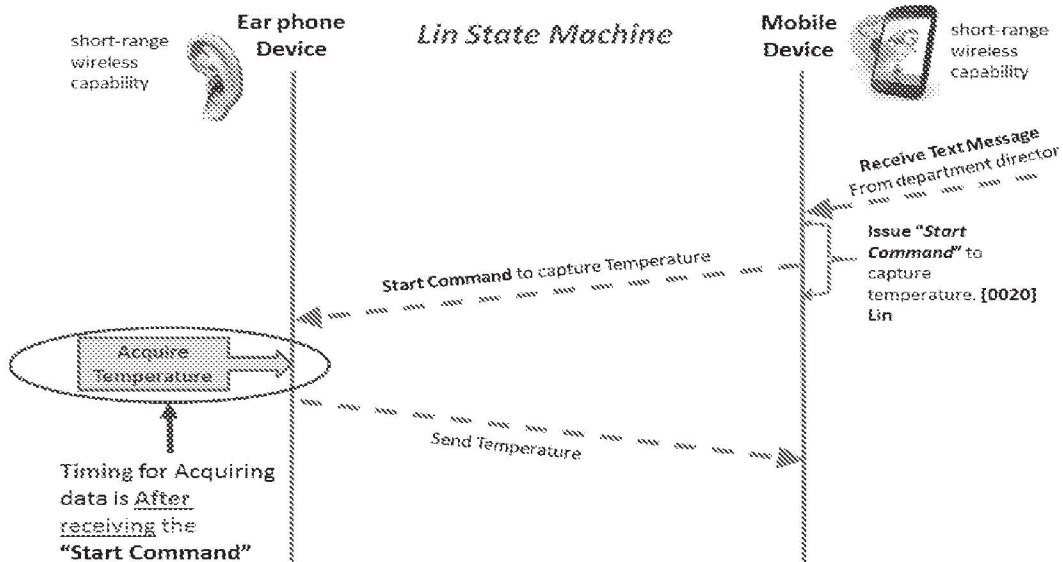 Lin State Machine
short-range
wireless
capability
Ear phone
Device
Mobile
Device
short-range
wireless
capability
Receive Text Message
From department director
Issue "Start
Command" to
capture
temperature. [0020]
Lin
Start Command to capture Temperature
Acquire
Temperature
Send Temperature
Timing for Acquiring
data is After
receiving the
"Start Command"